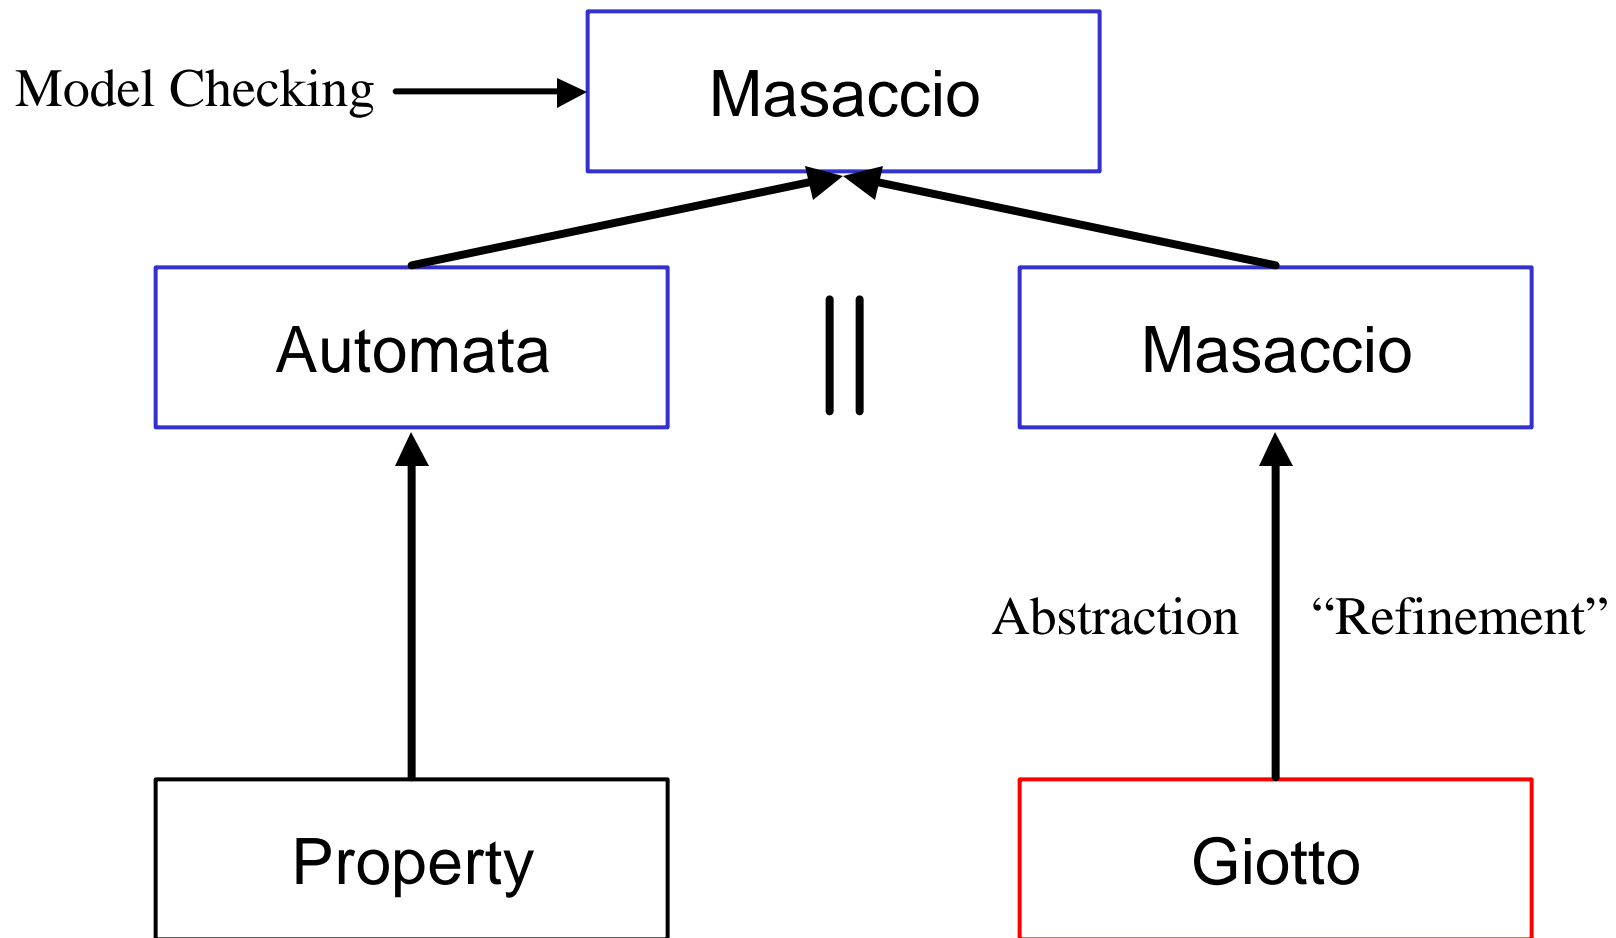 Model Checking
Masaccio
Automata
Masaccio
Abstraction
“Refinement”
Property
Giotto